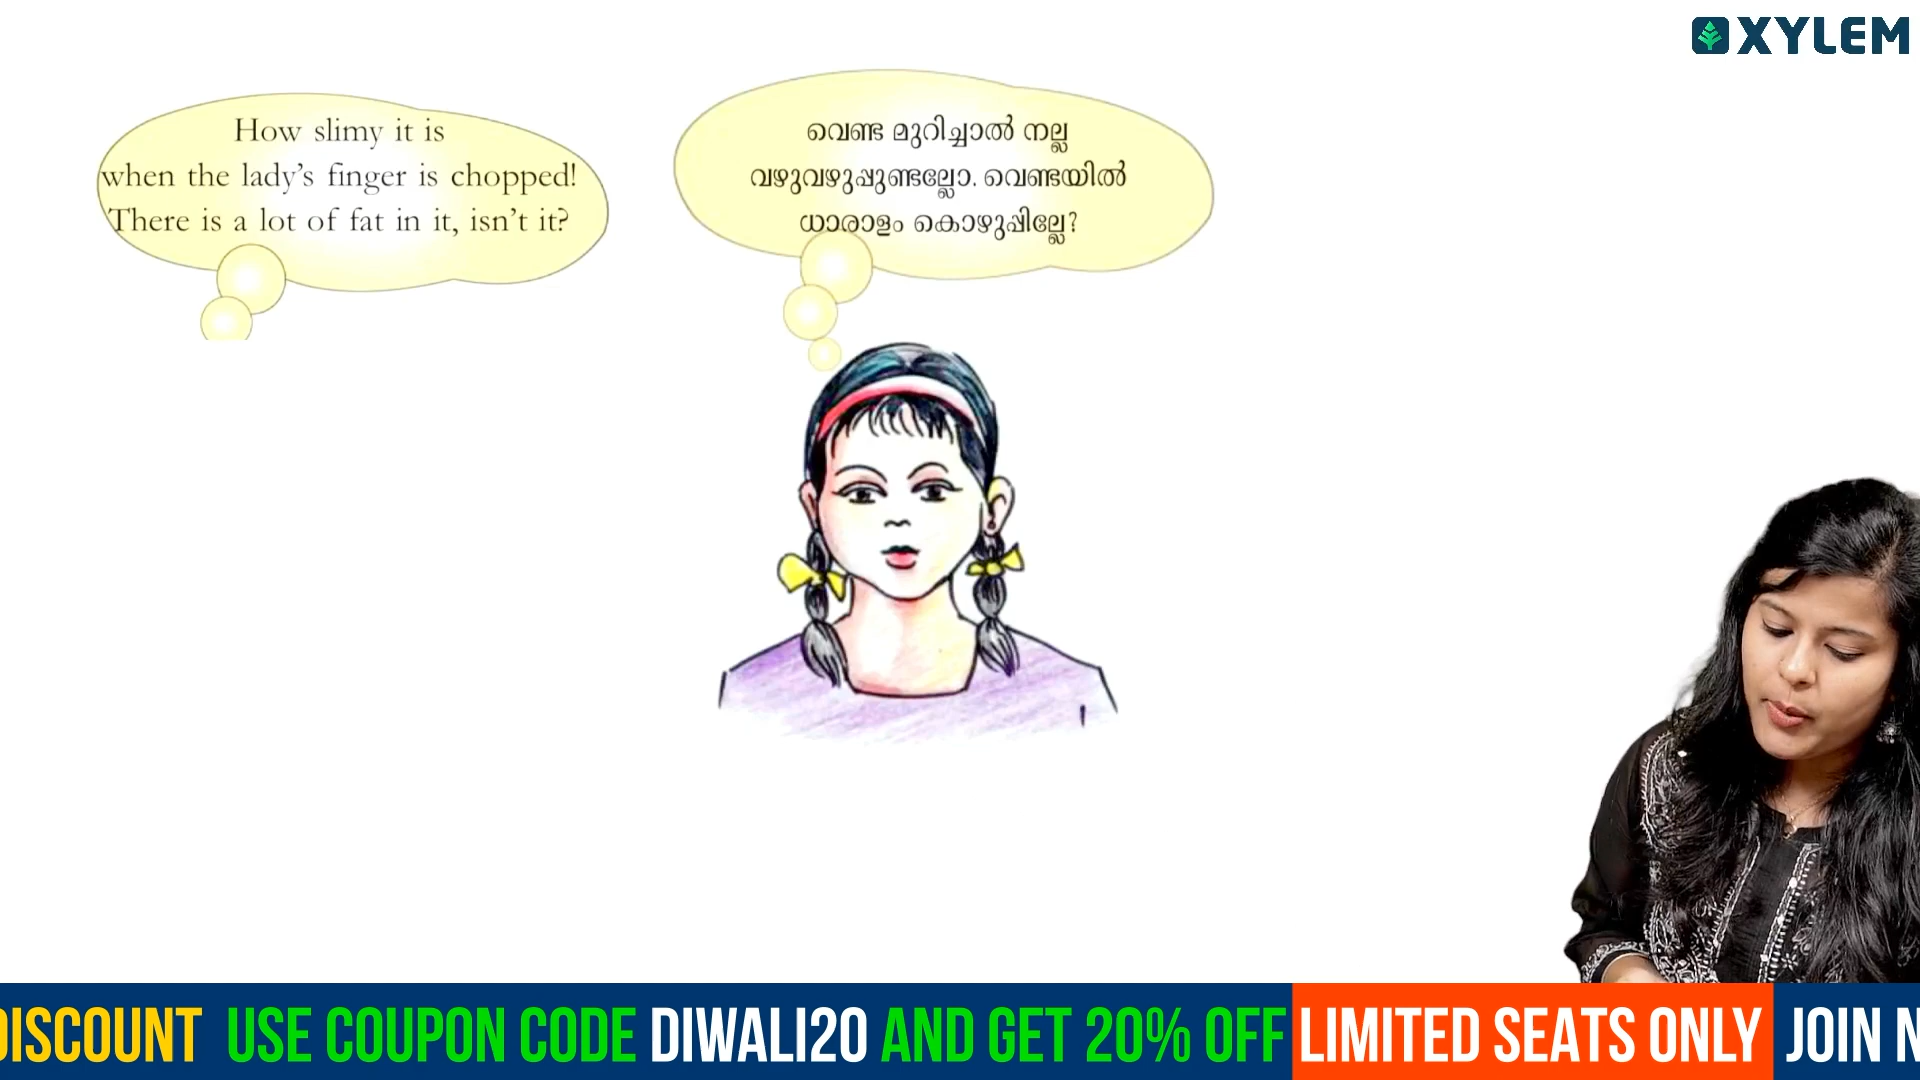 XYLEM
How slimy it is
when the lady's finger is chopped!
There is a lot of fat in it, isn't it?
വെണ്ട മുറിച്ചാൽ നല്ല
വഴുവഴുപ്പുണ്ടല്ലോ. വെണ്ടയിൽ
ധാരാളം കൊഴുപ്പില്ലേ?
DISCOUNT USE COUPON CODE DIWALI20 AND GET 20% OFF LIMITED SEATS ONLY JOIN